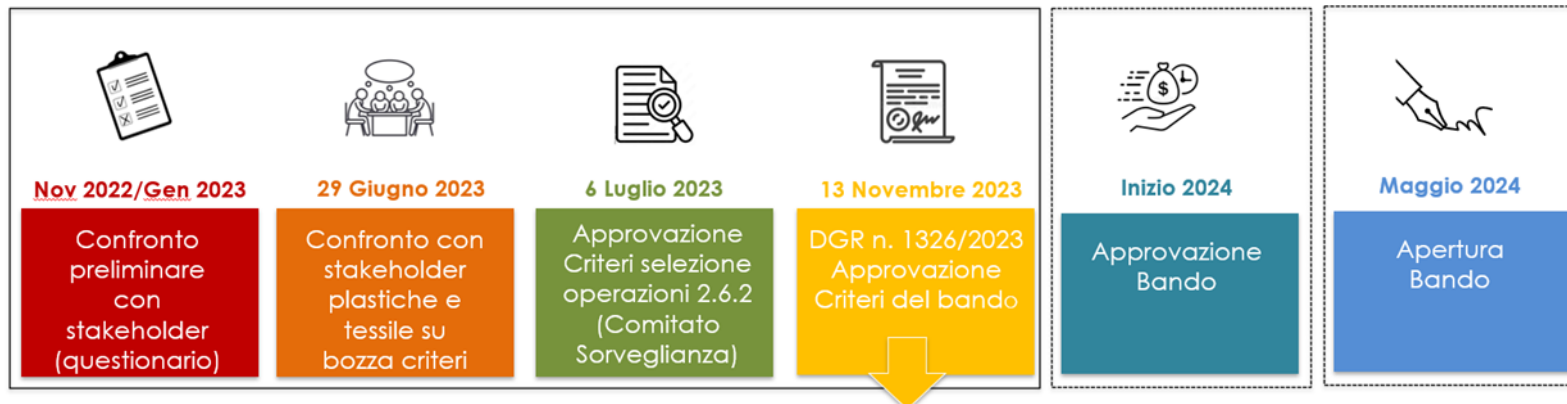 Nov 2022/Gen 2023
Confronto
preliminare
con
stakeholder
(questionario)
29 Giugno 2023
Confronto con
stakeholder
plastiche e
tessile su
bozza criteri
6 Luglio 2023
Approvazione
Criteri selezione
operazioni 2.6.2
(Comitato
Sorveglianza)
13 Novembre 2023
DGR n. 1326/2023
Approvazione
Criteri del bando
Inizio 2024
Approvazione
Bando
Maggio 2024
Apertura
Bando